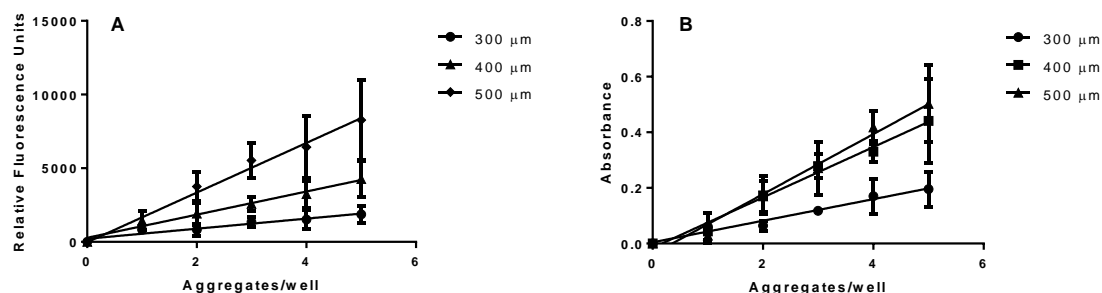 A
Relative Fluorescence Units
15000
10000
5000
0
0
2
4
6
Aggregates/well
300 μm
400 μm
500 μm
B
Absorbance
0.8
0.6
0.4
0.2
0.0
0
2
4
6
Aggregates/well
300 μm
400 μm
500 μm